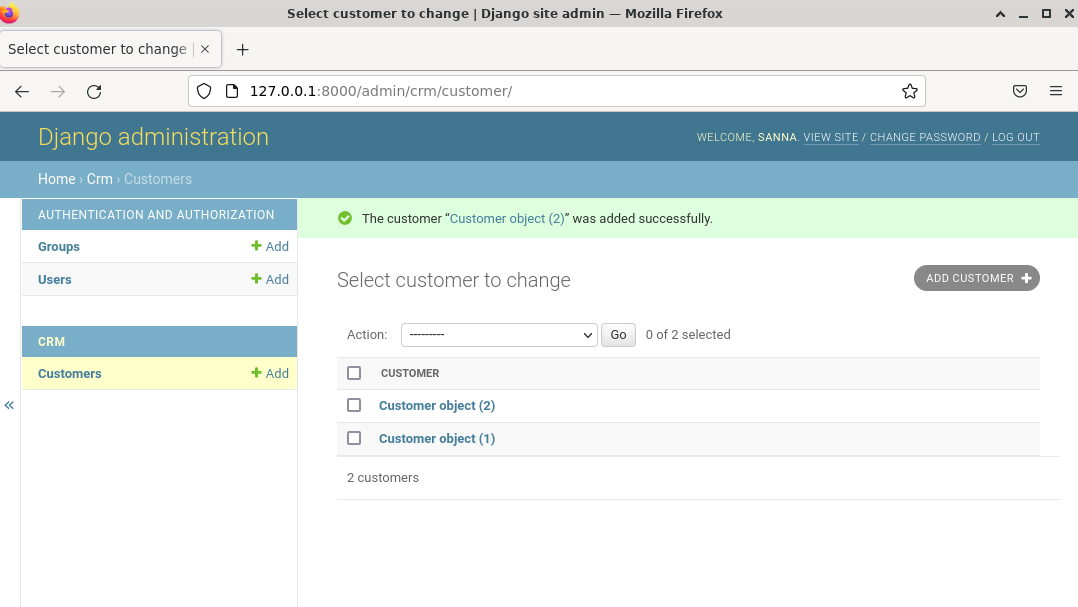 Select customer to change | Django site admin — Mozilla Firefox
Select customer to change |
127.0.0.1:8000/admin/crm/customer/
Django administration
WELCOME, SANNA. VIEW SITE / CHANGE PASSWORD / LOG OUT
Home › Crm › Customers
AUTHENTICATION AND AUTHORIZATION
Groups + Add
Users + Add
CRM
Customers + Add
«
The customer “Customer object (2)” was added successfully.
Select customer to change
ADD CUSTOMER +
Action: --------- Go 0 of 2 selected
CUSTOMER
Customer object (2)
Customer object (1)
2 customers